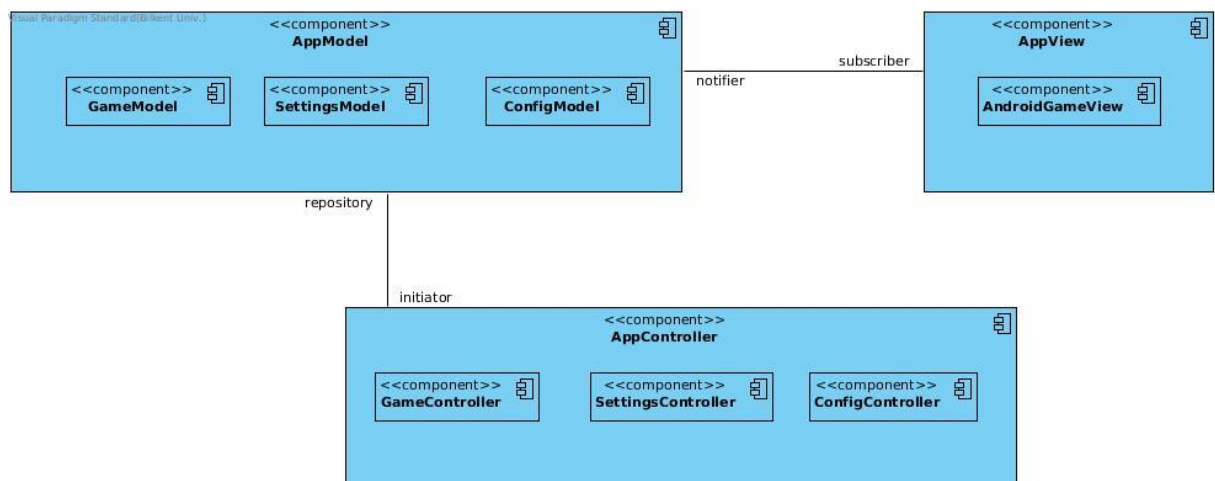 Visual Paradigm Standard(Bilkent Univ.)
<<component>>
AppModel
<<component>>
GameModel
<<component>>
SettingsModel
<<component>>
ConfigModel
notifier
subscriber
<<component>>
AppView
<<component>>
AndroidGameView
repository
initiator
<<component>>
AppController
<<component>>
GameController
<<component>>
SettingsController
<<component>>
ConfigController